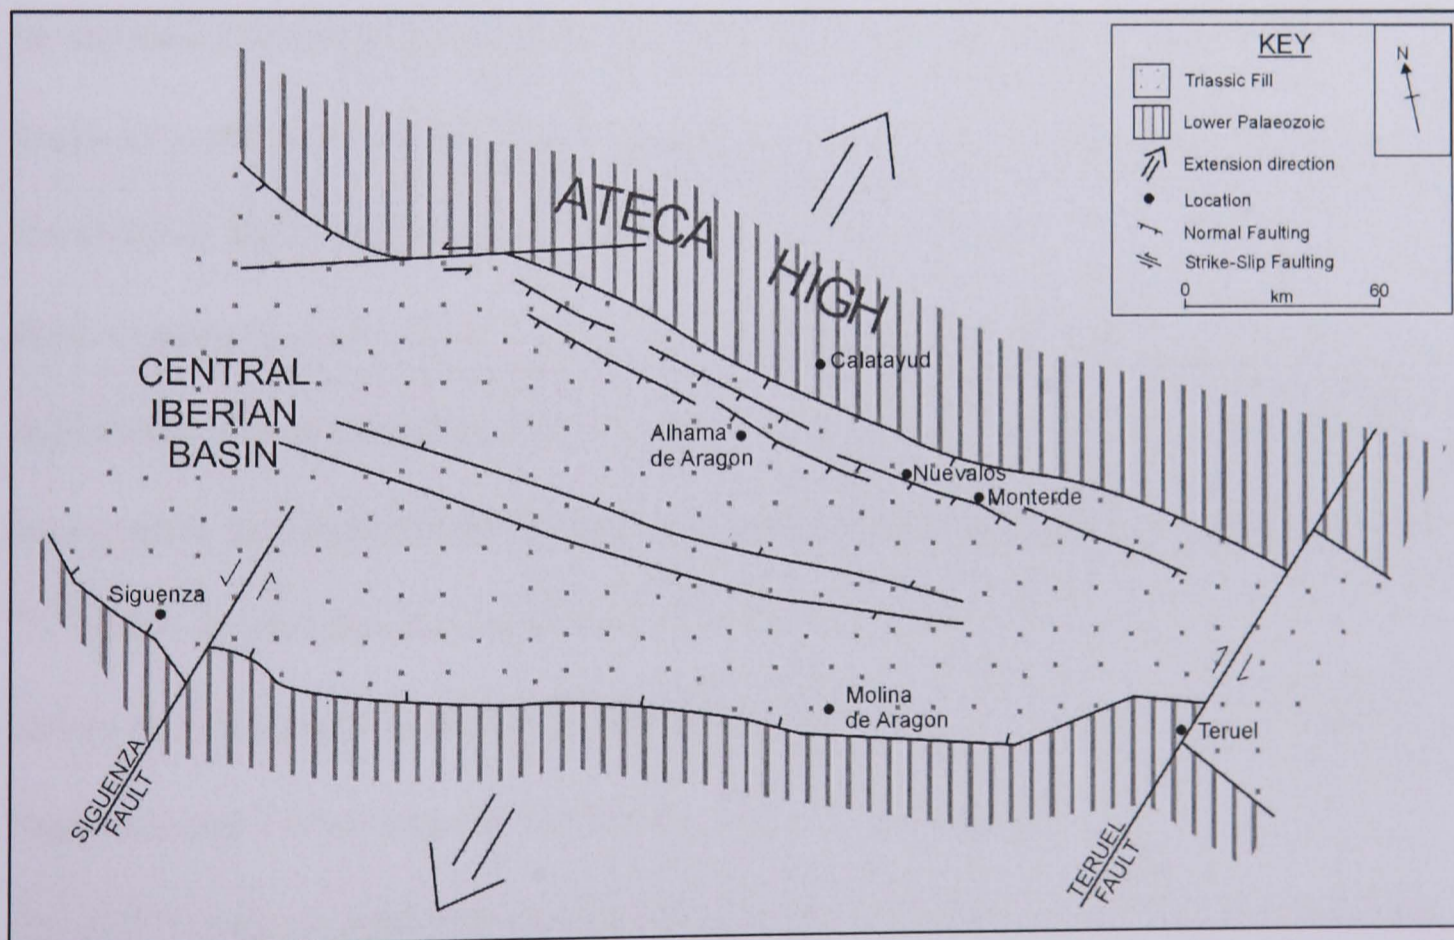 KEY
N
Triassic Fill
Lower Palaeozoic
Extension direction
Location
Normal Faulting
Strike-Slip Faulting
0
60
km
ATECA
HIGH
Calatayud
CENTRAL
IBERIAN
BASIN
Alhama
de Aragon
Nuevalos
Monterde
Siguenza
Molina
de Aragon
Teruel
SIGUENZA
FAULT
TERUEL
FAULT